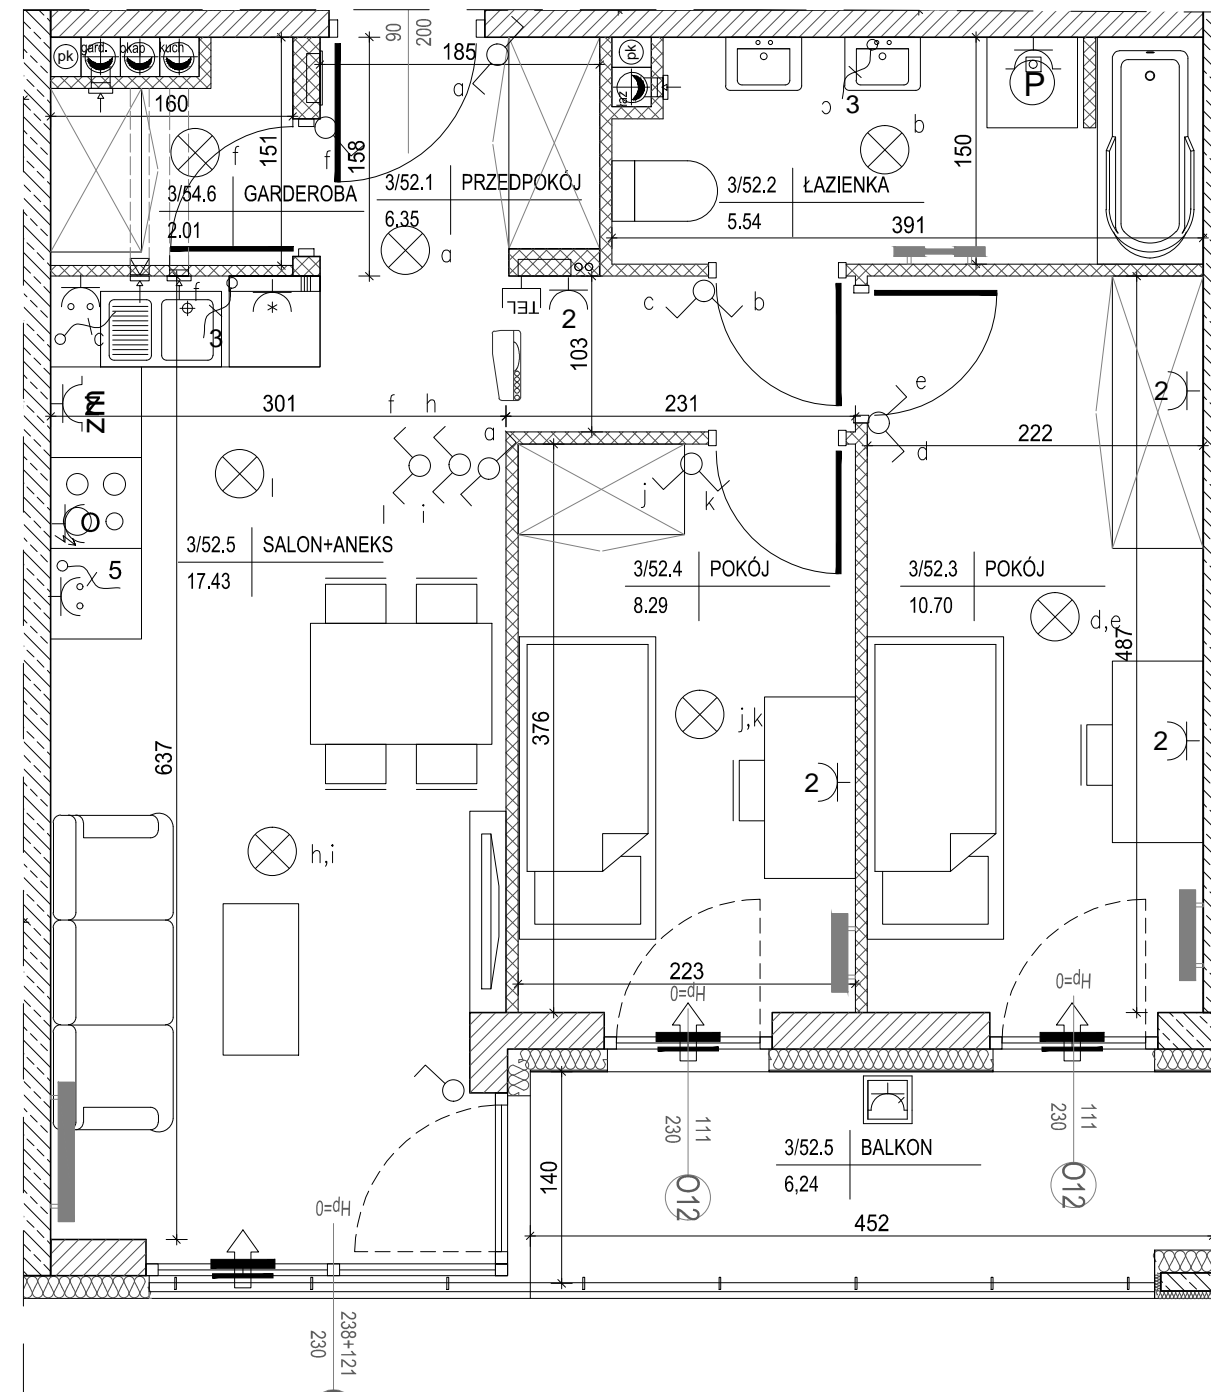 200
90
gard.
okap
kuch
pk
185
160
151
158
f
f
a
3/54.6 GARDEROBA
2.01
3/52.1 PRZEDPOKÓJ
6.35
a
pk
łaz
c
3
b
P
150
3/52.2 ŁAZIENKA
5.54
391
f
c
3
*
TEL
2
c
b
103
ZM
301
f h
a
231
e
d
222
2
l
l i
j
k
3/52.5 SALON+ANEKS
17.43
5
3/52.4 POKÓJ
8.29
3/52.3 POKÓJ
10.70
d,e
487
637
376
j,k
2
2
h,i
223
Hp=0
Hp=0
111
230
O12
111
230
O12
3/52.5 BALKON
6,24
140
452
Hp=0
238+121
230